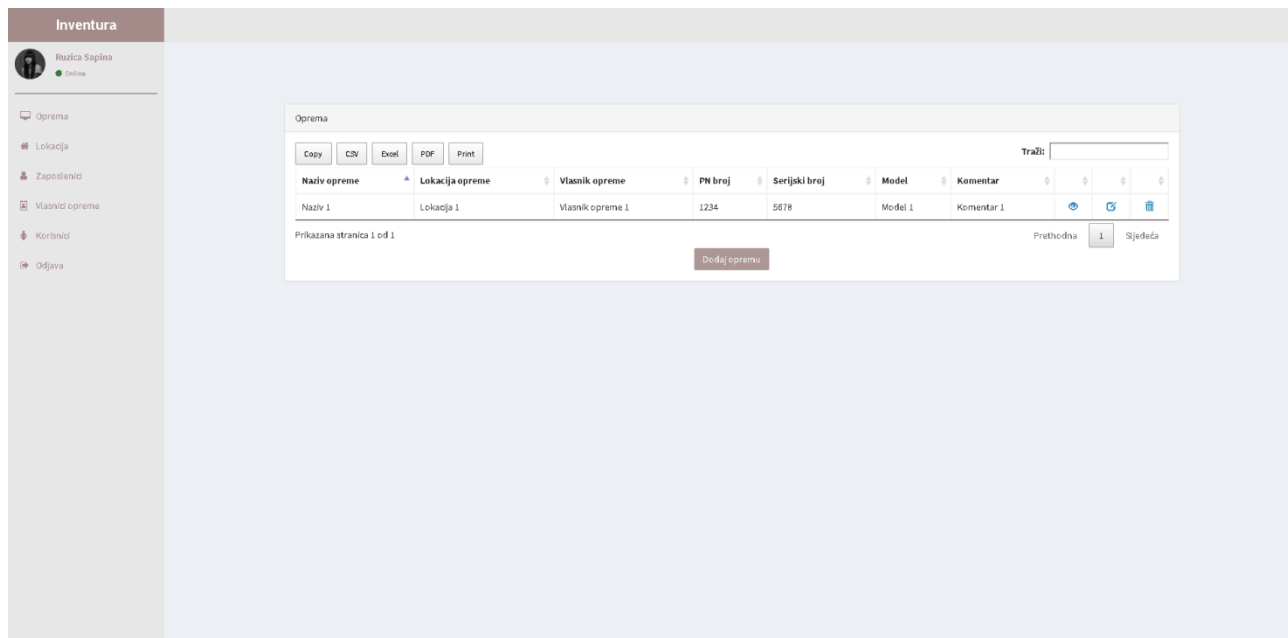 Inventura
Ruzica Sapina
Online
Oprema
Lokacija
Zaposlenici
Vlasnici opreme
Korisnici
Odjava
Oprema
Copy CSV Excel PDF Print Traži:
Naziv opreme Lokacija opreme Vlasnik opreme PN broj Serijski broj Model Komentar
Naziv 1 Lokacija 1 Vlasnik opreme 1 1234 5678 Model 1 Komentar 1
Prikazana stranica 1 od 1 Prethodna 1 Sljedeća
Dodaj opremu